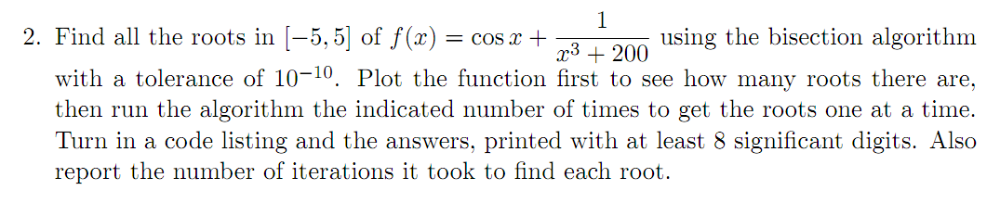 2. Find all the roots in [−5, 5] of f(x) = cos x + 1/(x³ + 200) using the bisection algorithm
with a tolerance of 10⁻¹⁰. Plot the function first to see how many roots there are,
then run the algorithm the indicated number of times to get the roots one at a time.
Turn in a code listing and the answers, printed with at least 8 significant digits. Also
report the number of iterations it took to find each root.